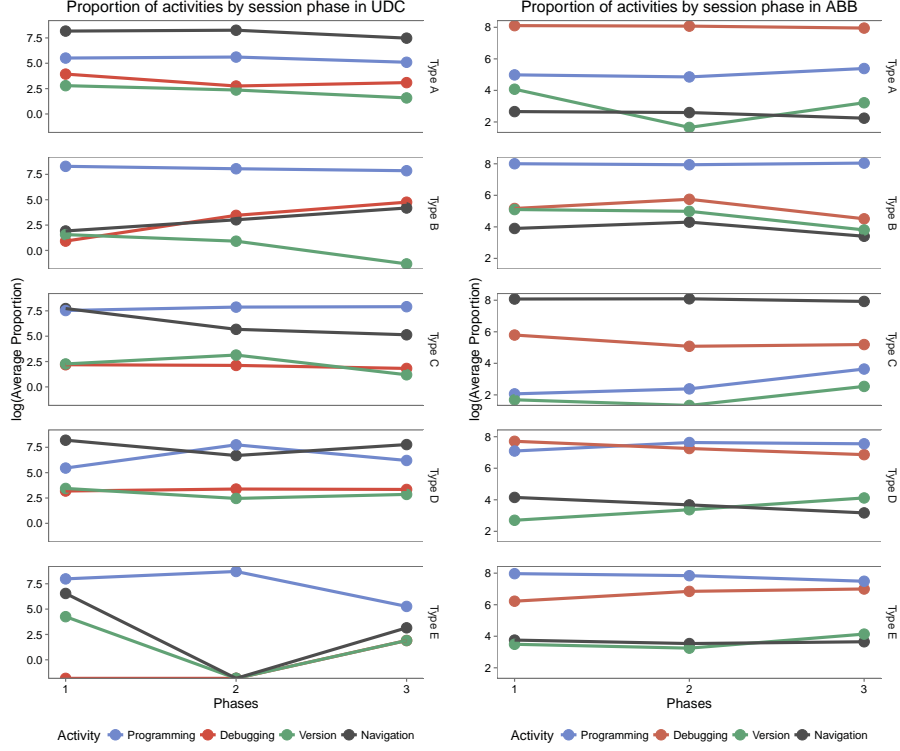 Proportion of activities by session phase in UDC
7.5
5.0
2.5
0.0
Type A
7.5
5.0
2.5
0.0
Type B
7.5
5.0
2.5
0.0
Type C
7.5
5.0
2.5
0.0
Type D
7.5
5.0
2.5
0.0
Type E
log(Average Proportion)
1 2 3
Phases
Activity Programming Debugging Version Navigation
Proportion of activities by session phase in ABB
8
6
4
2
Type A
8
6
4
2
Type B
8
6
4
2
Type C
8
6
4
2
Type D
8
6
4
2
Type E
log(Average Proportion)
1 2 3
Phases
Activity Programming Debugging Version Navigation